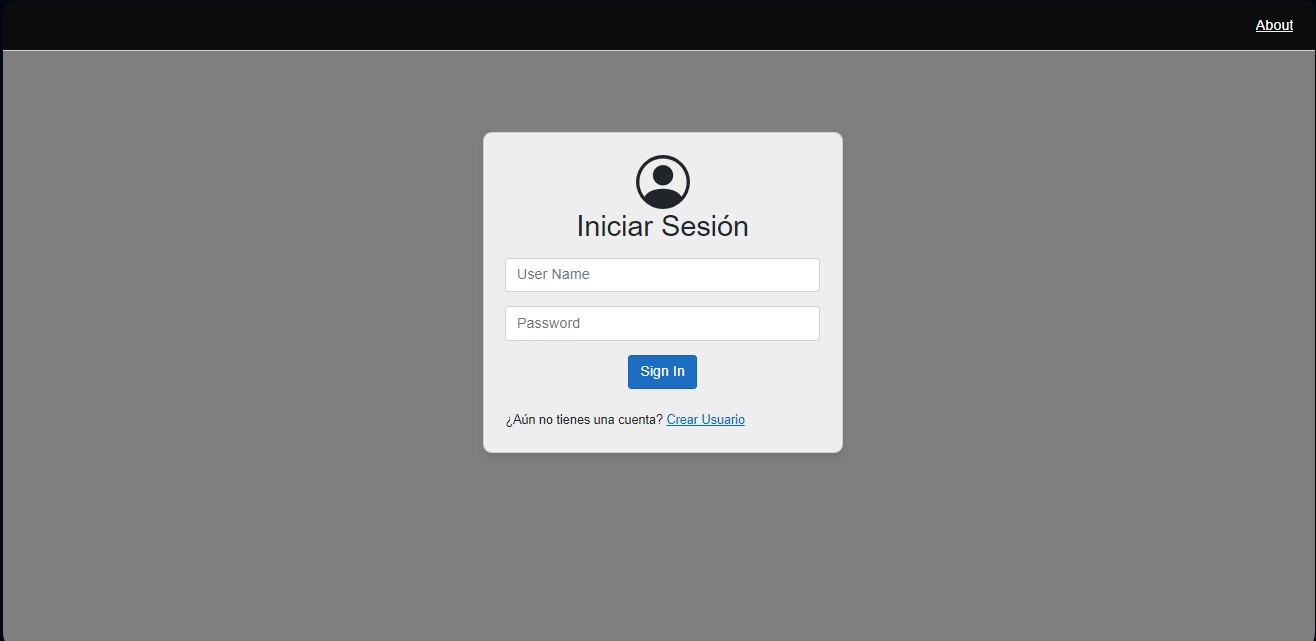 About
Iniciar Sesión
User Name
Password
Sign In
¿Aún no tienes una cuenta? Crear Usuario